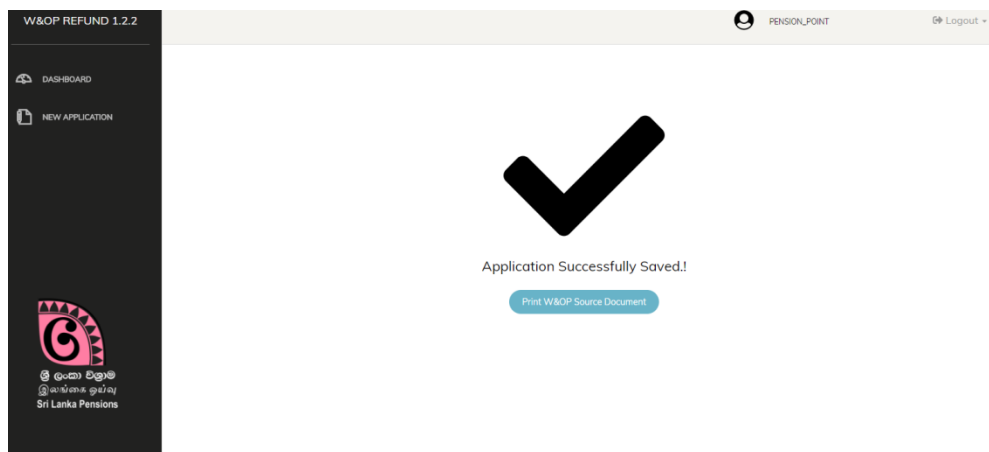 W&OP REFUND 1.2.2
PENSION_POINT
Logout
DASHBOARD
NEW APPLICATION
Application Successfully Saved.!
Print W&OP Source Document
ශ්‍රී ලංකා විශ්‍රාම
இலங்கை ஓய்வு
Sri Lanka Pensions